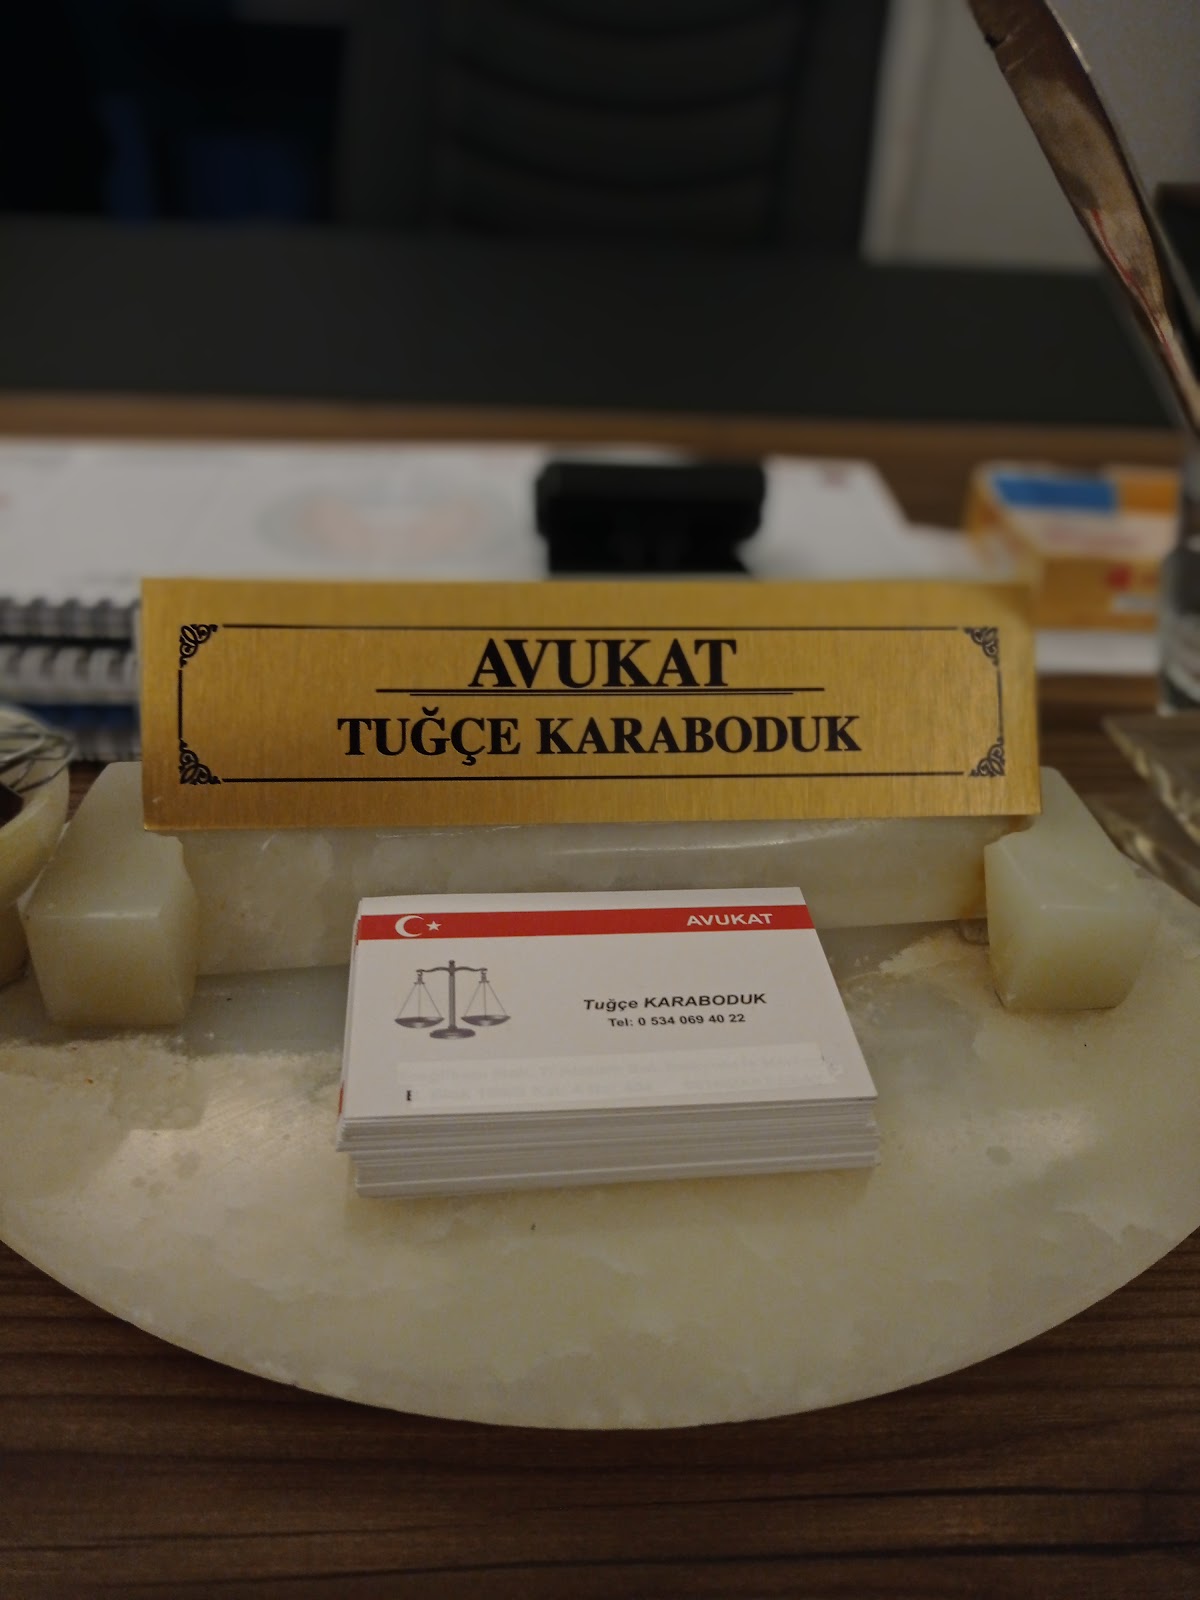 AVUKAT
TUĞÇE KARABODUK
AVUKAT
Tuğçe KARABODUK
Tel: 0 534 069 40 22